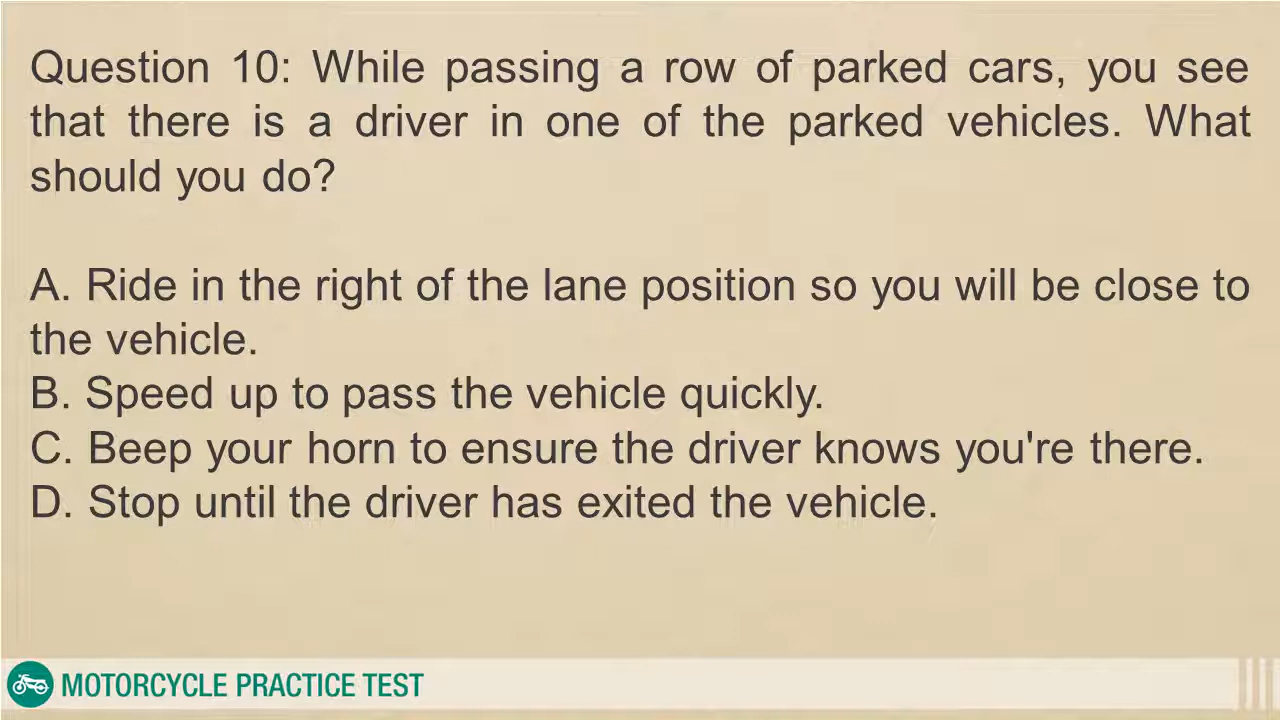 Question 10: While passing a row of parked cars, you see
that there is a driver in one of the parked vehicles. What
should you do?
A. Ride in the right of the lane position so you will be close to
the vehicle.
B. Speed up to pass the vehicle quickly.
C. Beep your horn to ensure the driver knows you're there.
D. Stop until the driver has exited the vehicle.
MOTORCYCLE PRACTICE TEST